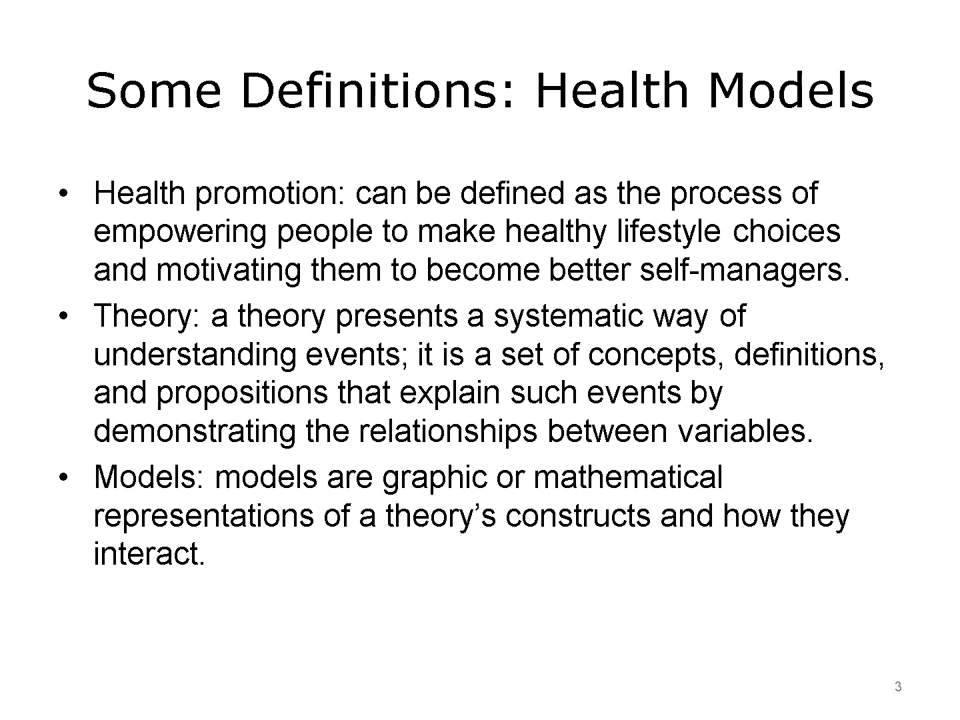 Some Definitions: Health Models
• Health promotion: can be defined as the process of
empowering people to make healthy lifestyle choices
and motivating them to become better self-managers.
• Theory: a theory presents a systematic way of
understanding events; it is a set of concepts, definitions,
and propositions that explain such events by
demonstrating the relationships between variables.
• Models: models are graphic or mathematical
representations of a theory’s constructs and how they
interact.
3